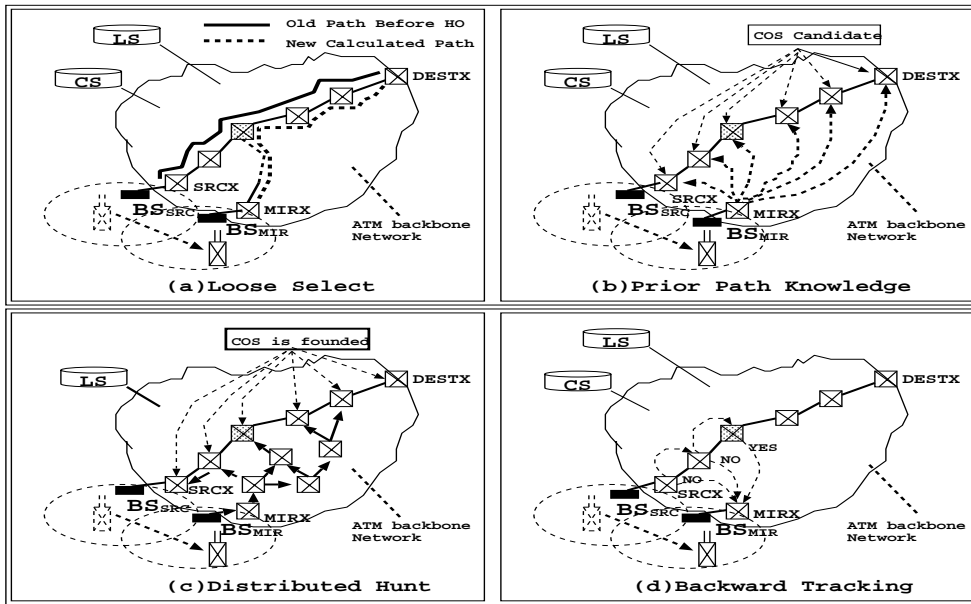 Old Path Before HO
New Calculated Path
LS
CS
DESTX
SRCX
BSSRC
MIRX
BSMIR
ATM backbone
Network
(a)Loose Select
COS Candidate
LS
CS
DESTX
SRCX
BSSRC
MIRX
BSMIR
ATM backbone
Network
(b)Prior Path Knowledge
COS is founded
LS
DESTX
SRCX
BSSRC
MIRX
BSMIR
ATM backbone
Network
(c)Distributed Hunt
LS
CS
DESTX
YES
NO
NO
SRCX
BSSRC
MIRX
BSMIR
ATM backbone
Network
(d)Backward Tracking